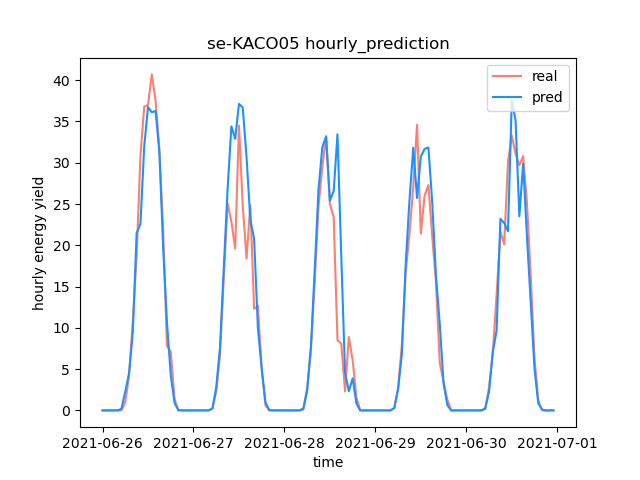 se-KACO05 hourly_prediction
real
pred
hourly energy yield
40
35
30
25
20
15
10
5
0
2021-06-26 2021-06-27 2021-06-28 2021-06-29 2021-06-30 2021-07-01
time